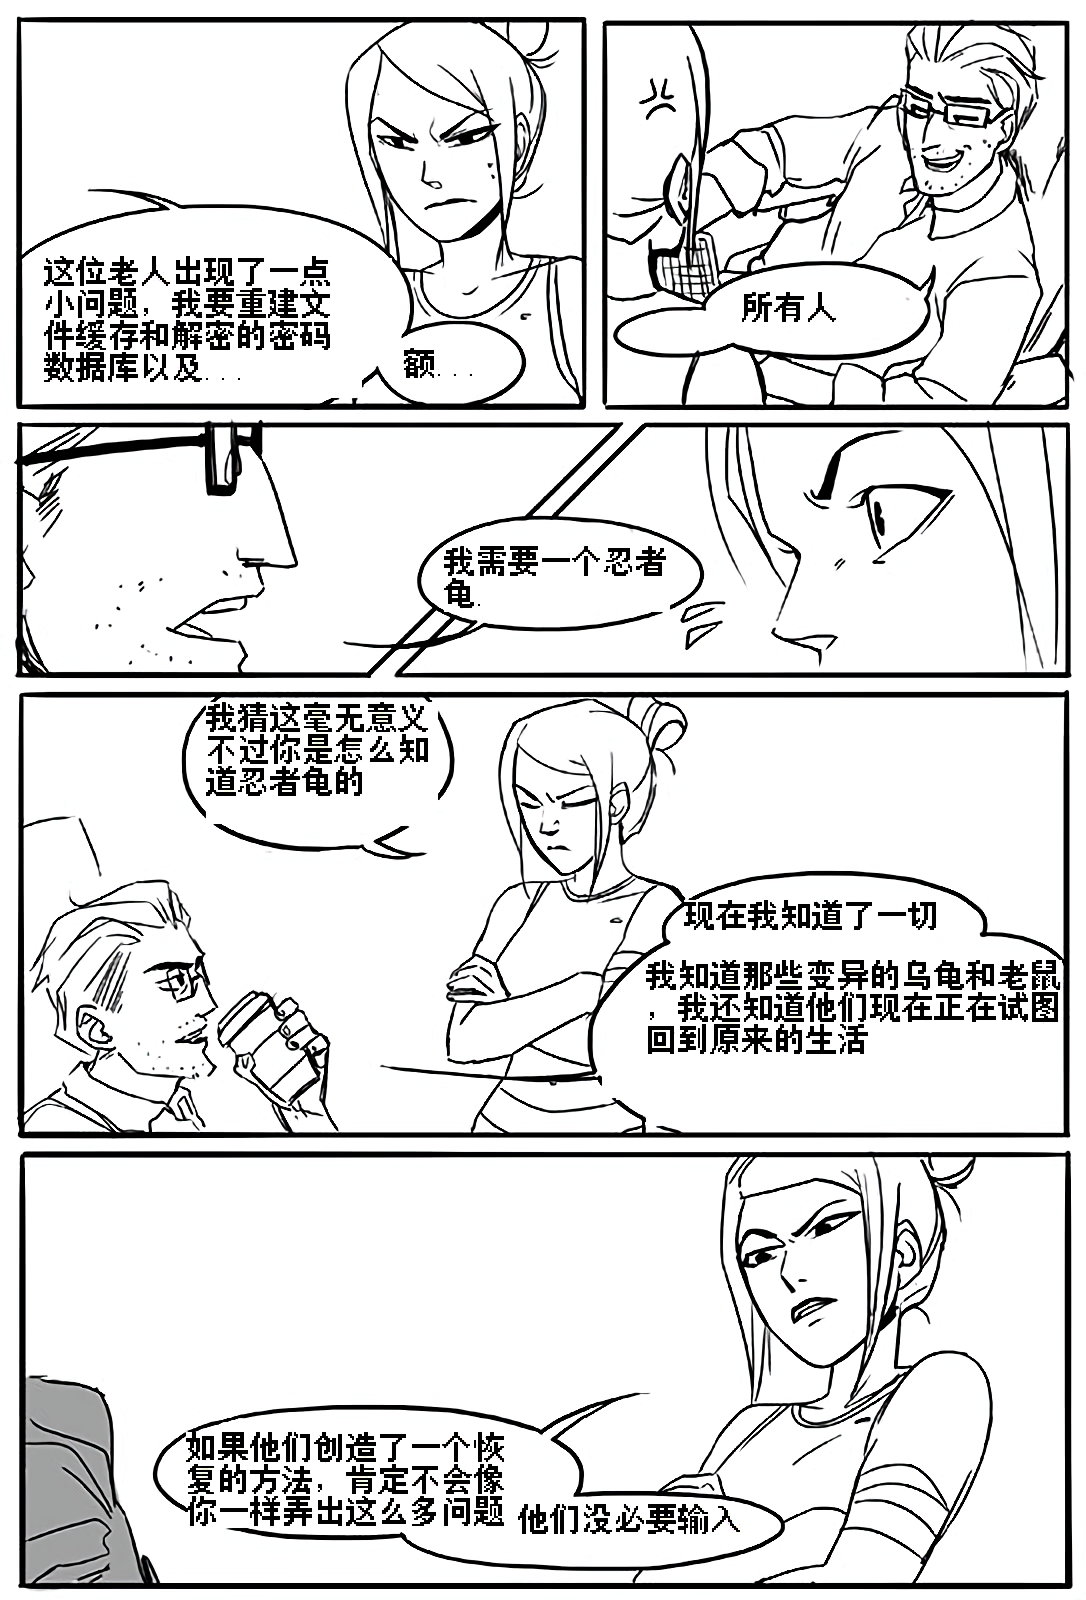 这位老人出现了一点
小问题，我要重建文
件缓存和解密的密码
数据库以及...
额...
所有人
我需要一个忍者
龟.
我猜这毫无意义
不过你是怎么知
道忍者龟的
现在我知道了一切
我知道那些变异的乌龟和老鼠
，我还知道他们现在正在试图
回到原来的生活
如果他们创造了一个恢
复的方法，肯定不会像
你一样弄出这么多问题
他们没必要输入